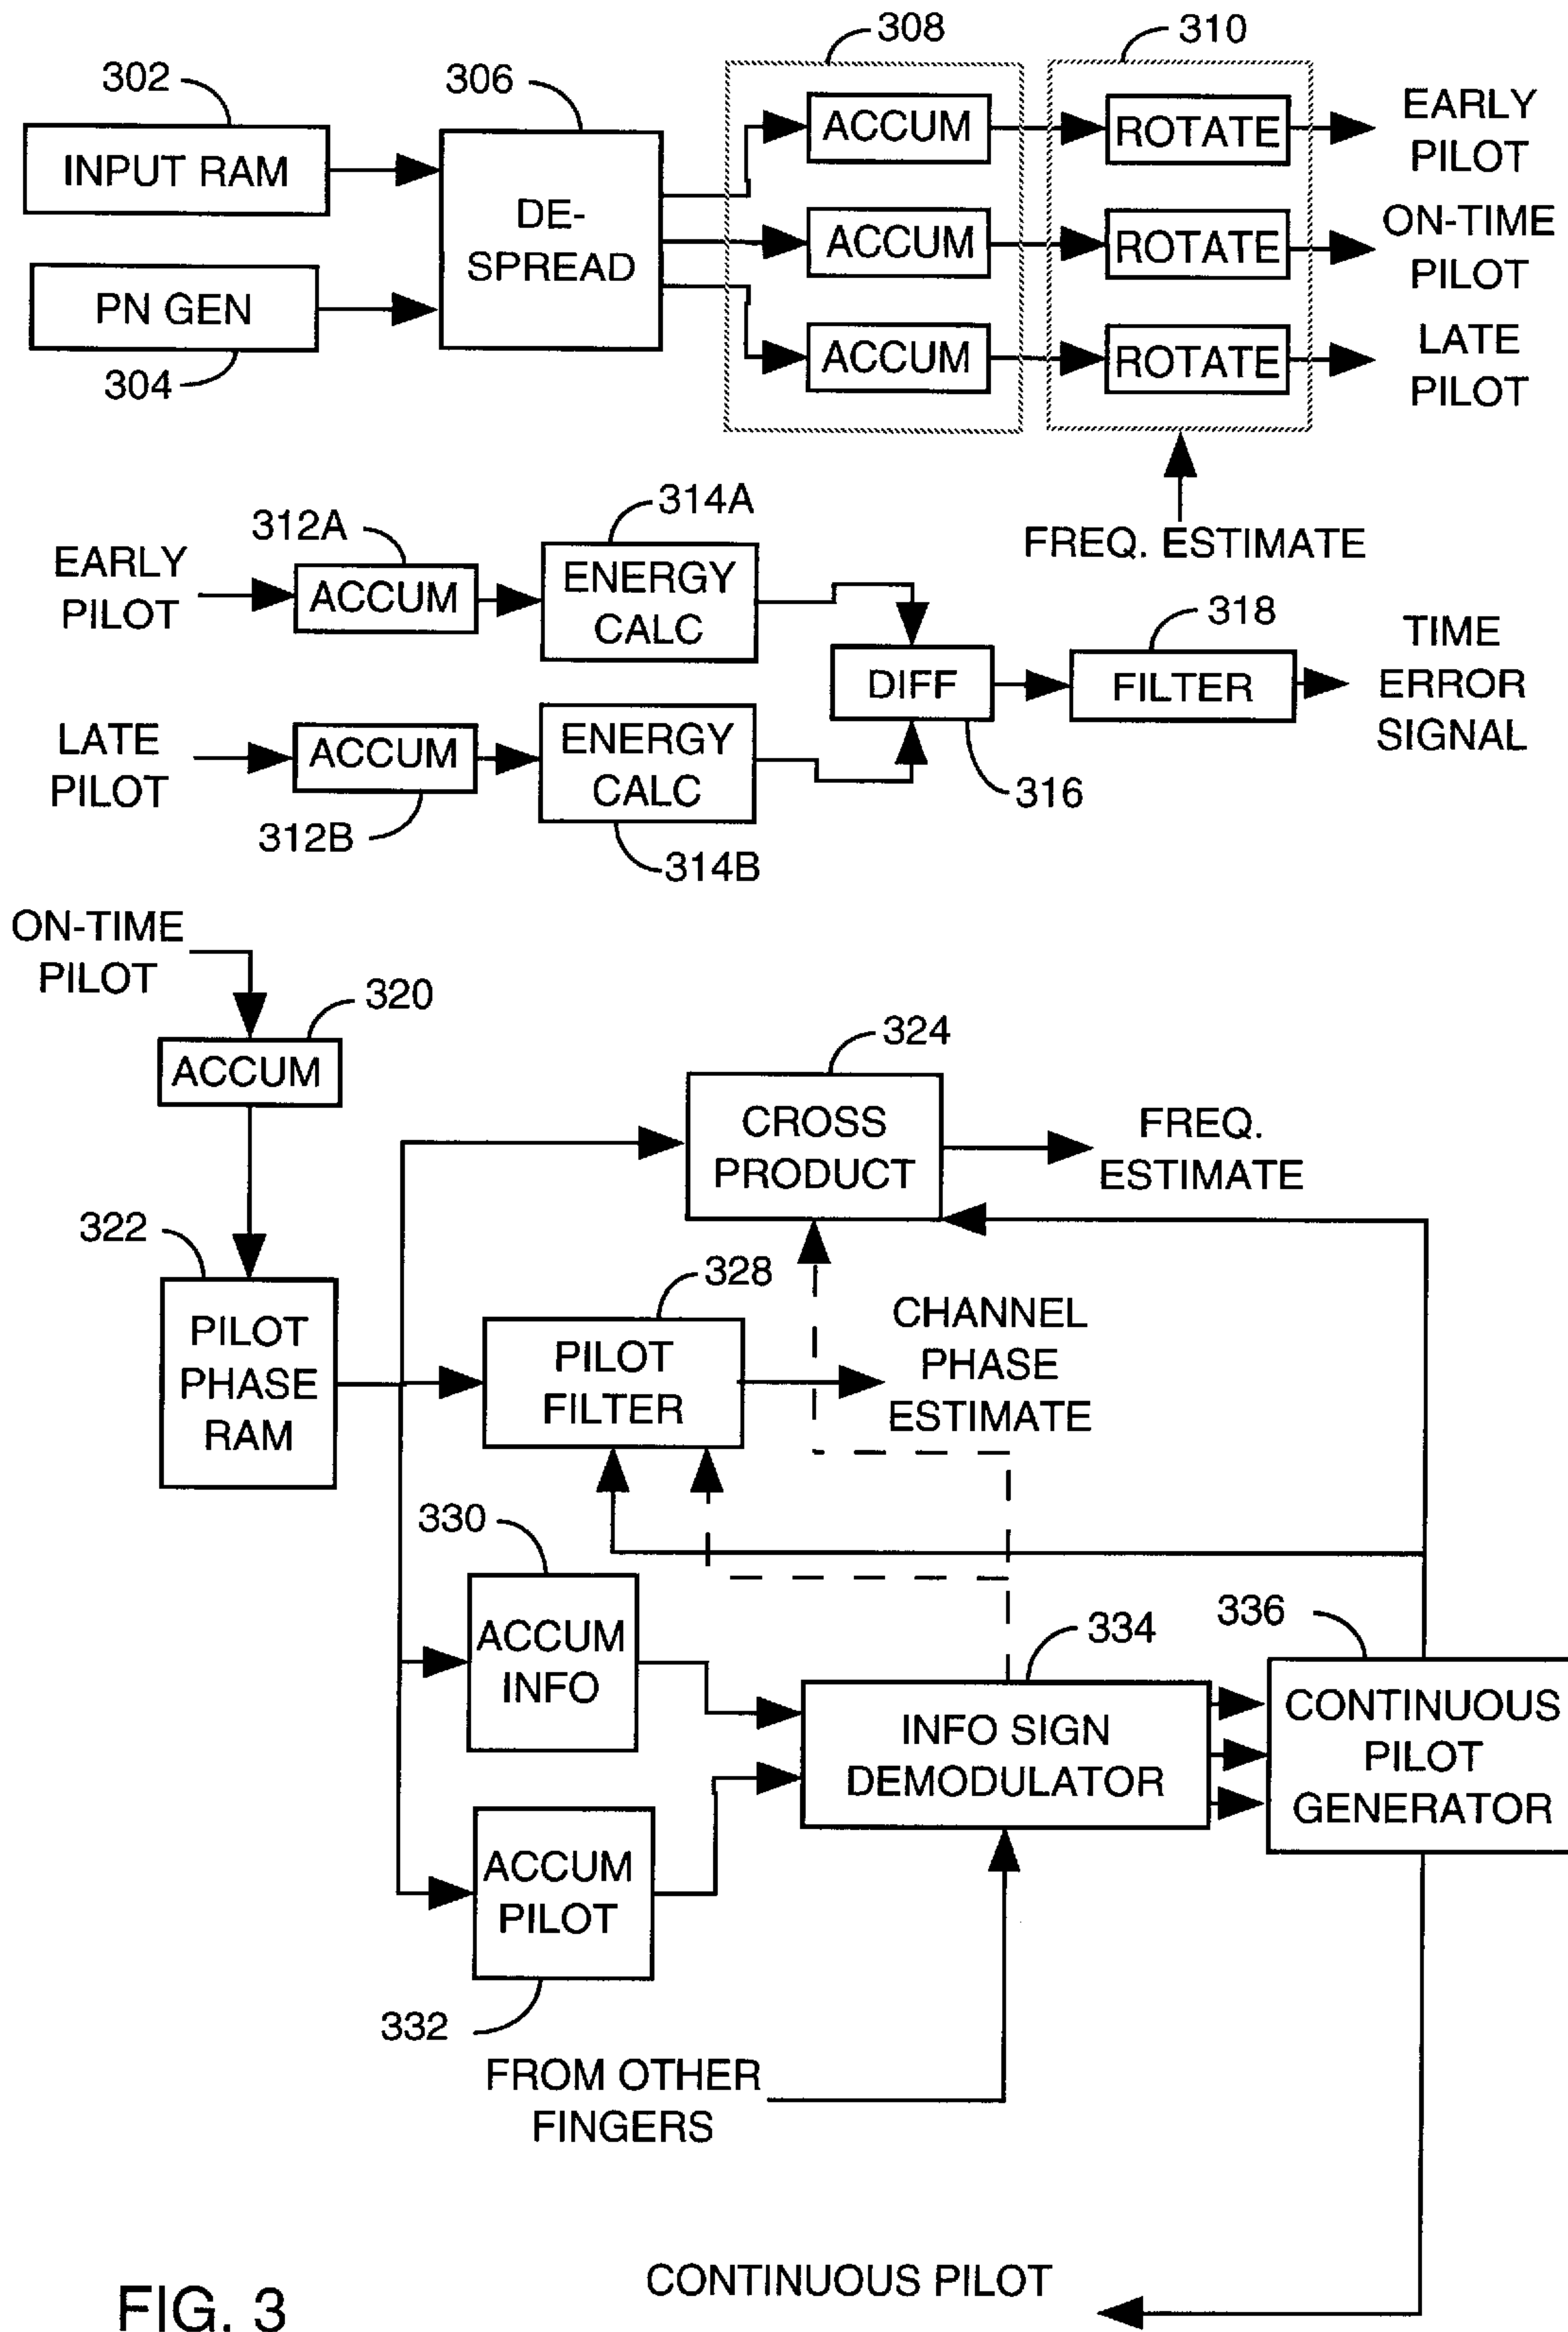 308
310
302
306
INPUT RAM
DE-
SPREAD
ACCUM
ROTATE
EARLY
PILOT
ACCUM
ROTATE
ON-TIME
PILOT
PN GEN
304
ACCUM
ROTATE
LATE
PILOT
FREQ. ESTIMATE
314A
312A
EARLY
PILOT
ACCUM
ENERGY
CALC
318
DIFF
FILTER
TIME
ERROR
SIGNAL
LATE
PILOT
ACCUM
ENERGY
CALC
316
312B
314B
ON-TIME
PILOT
320
ACCUM
324
CROSS
PRODUCT
FREQ.
ESTIMATE
322
PILOT
PHASE
RAM
328
PILOT
FILTER
CHANNEL
PHASE
ESTIMATE
330
ACCUM
INFO
334
336
INFO SIGN
DEMODULATOR
CONTINUOUS
PILOT
GENERATOR
ACCUM
PILOT
332
FROM OTHER
FINGERS
CONTINUOUS PILOT
FIG. 3